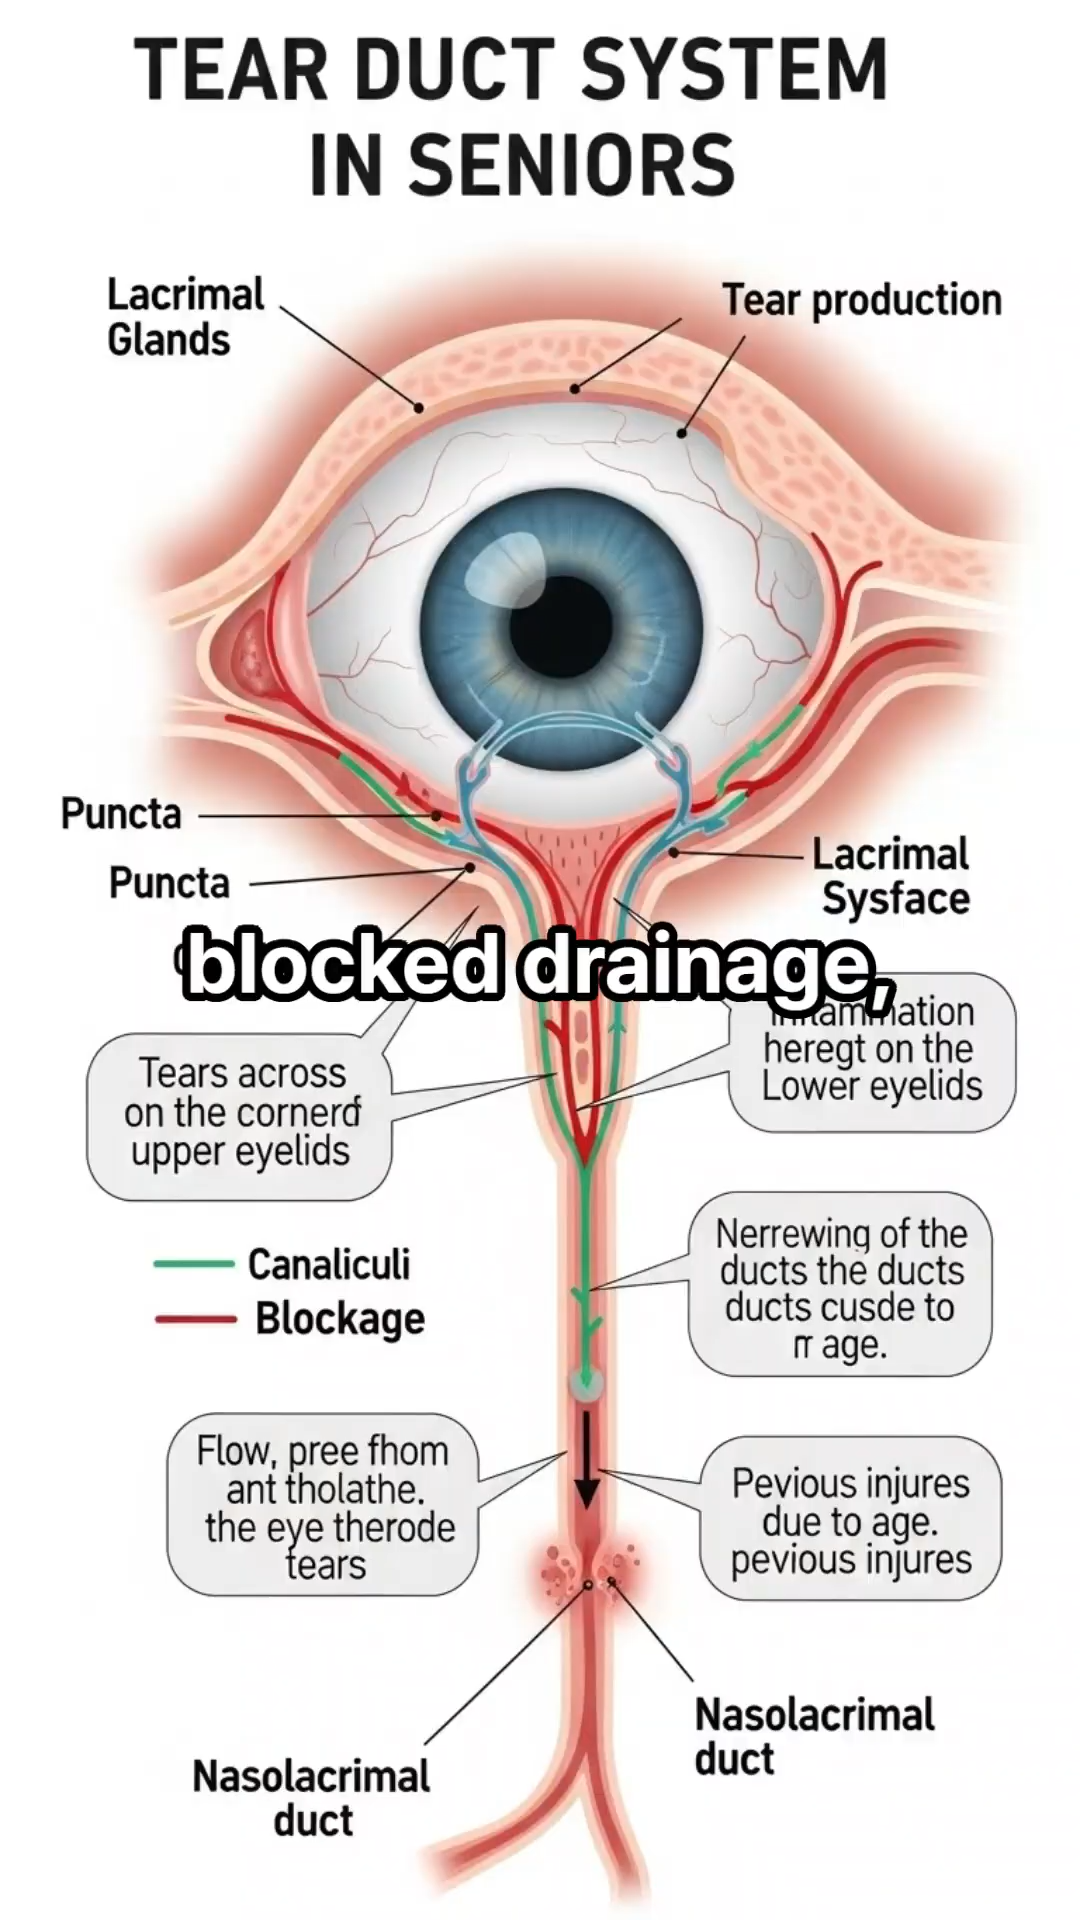 TEAR DUCT SYSTEM
IN SENIORS
Lacrimal
Glands
Tear production
Puncta
Puncta
Lacrimal
Sysface
blocked drainage,
Tears across
on the cornerd
upper eyelids
heregt on the
Lower eyelids
Canaliculi
Blockage
Nerrewing of the
ducts the ducts
ducts cusde to
age.
Flow, pree fhom
ant tholathe.
the eye therode
tears
Pevious injures
due to age.
pevious injures
Nasolacrimal
duct
Nasolacrimal
duct